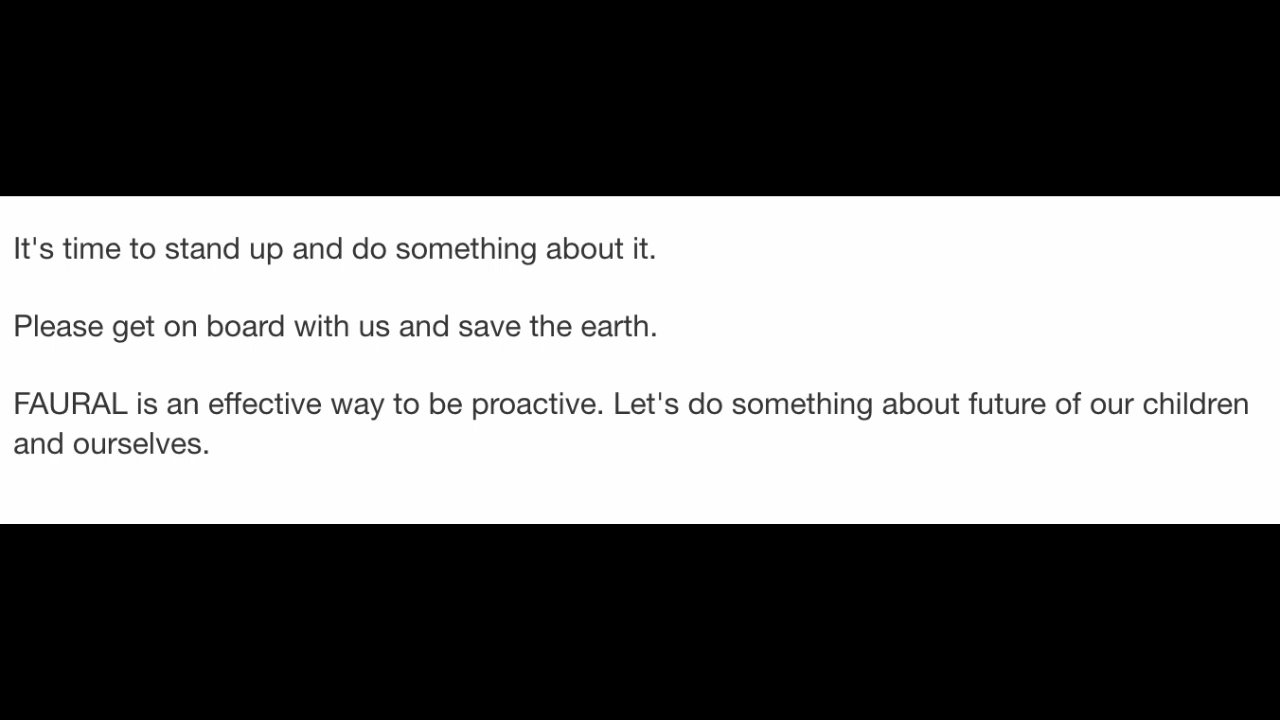 It's time to stand up and do something about it.
Please get on board with us and save the earth.
FAURAL is an effective way to be proactive. Let's do something about future of our children
and ourselves.